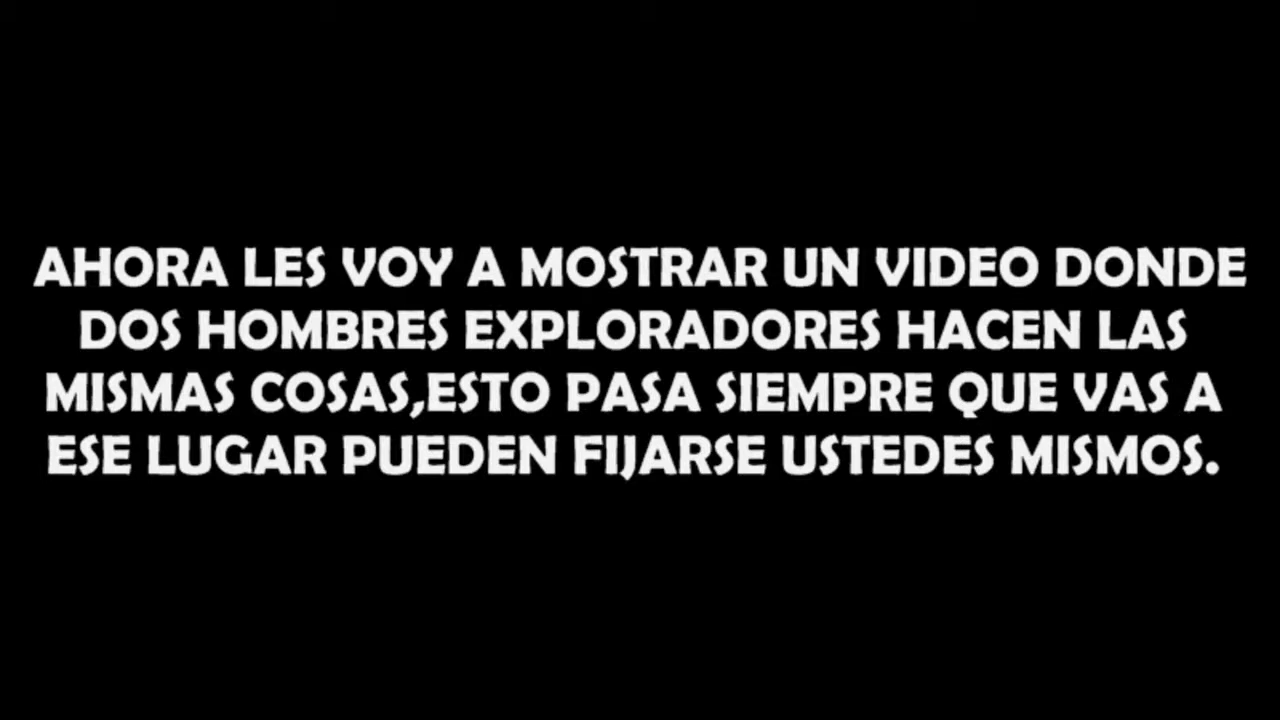 AHORA LES VOY A MOSTRAR UN VIDEO DONDE
DOS HOMBRES EXPLORADORES HACEN LAS
MISMAS COSAS,ESTO PASA SIEMPRE QUE VAS A
ESE LUGAR PUEDEN FIJARSE USTEDES MISMOS.